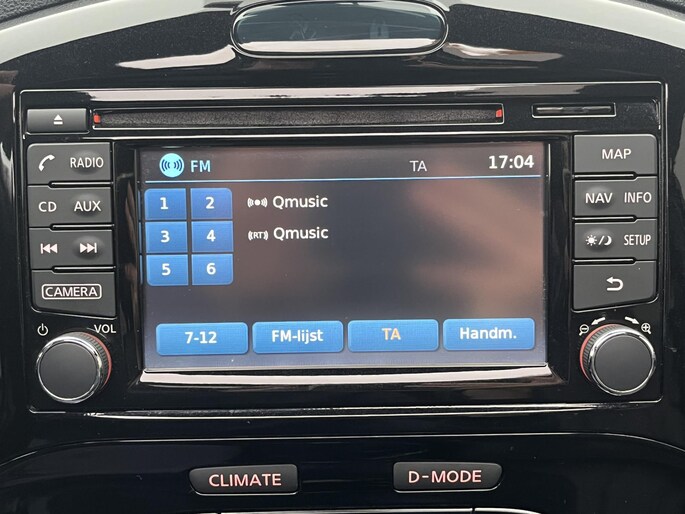 FM TA 17:04
1 2 Qmusic
3 4 RT Qmusic
5 6
7-12 FM-lijst TA Handm.
RADIO
CD AUX
CAMERA
VOL
MAP
NAV INFO
SETUP
CLIMATE D-MODE